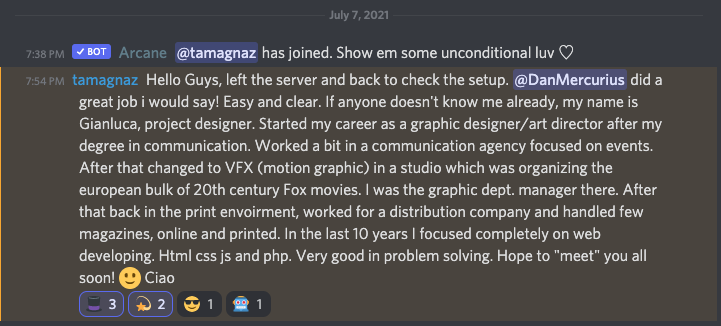 July 7, 2021
7:38 PM ✓ BOT Arcane @tamagnaz has joined. Show em some unconditional luv ♡
7:54 PM tamagnaz Hello Guys, left the server and back to check the setup. @DanMercurius did a
great job i would say! Easy and clear. If anyone doesn't know me already, my name is
Gianluca, project designer. Started my career as a graphic designer/art director after my
degree in communication. Worked a bit in a communication agency focused on events.
After that changed to VFX (motion graphic) in a studio which was organizing the
european bulk of 20th century Fox movies. I was the graphic dept. manager there. After
that back in the print envoirment, worked for a distribution company and handled few
magazines, online and printed. In the last 10 years I focused completely on web
developing. Html css js and php. Very good in problem solving. Hope to "meet" you all
soon! 🙂 Ciao
🎩 3 💫 2 😎 1 🤖 1